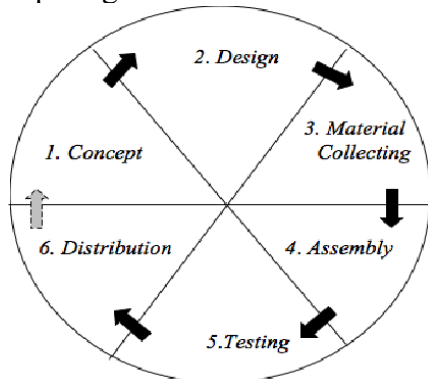 2. Design
3. Material
Collecting
1. Concept
6. Distribution
4. Assembly
5.Testing